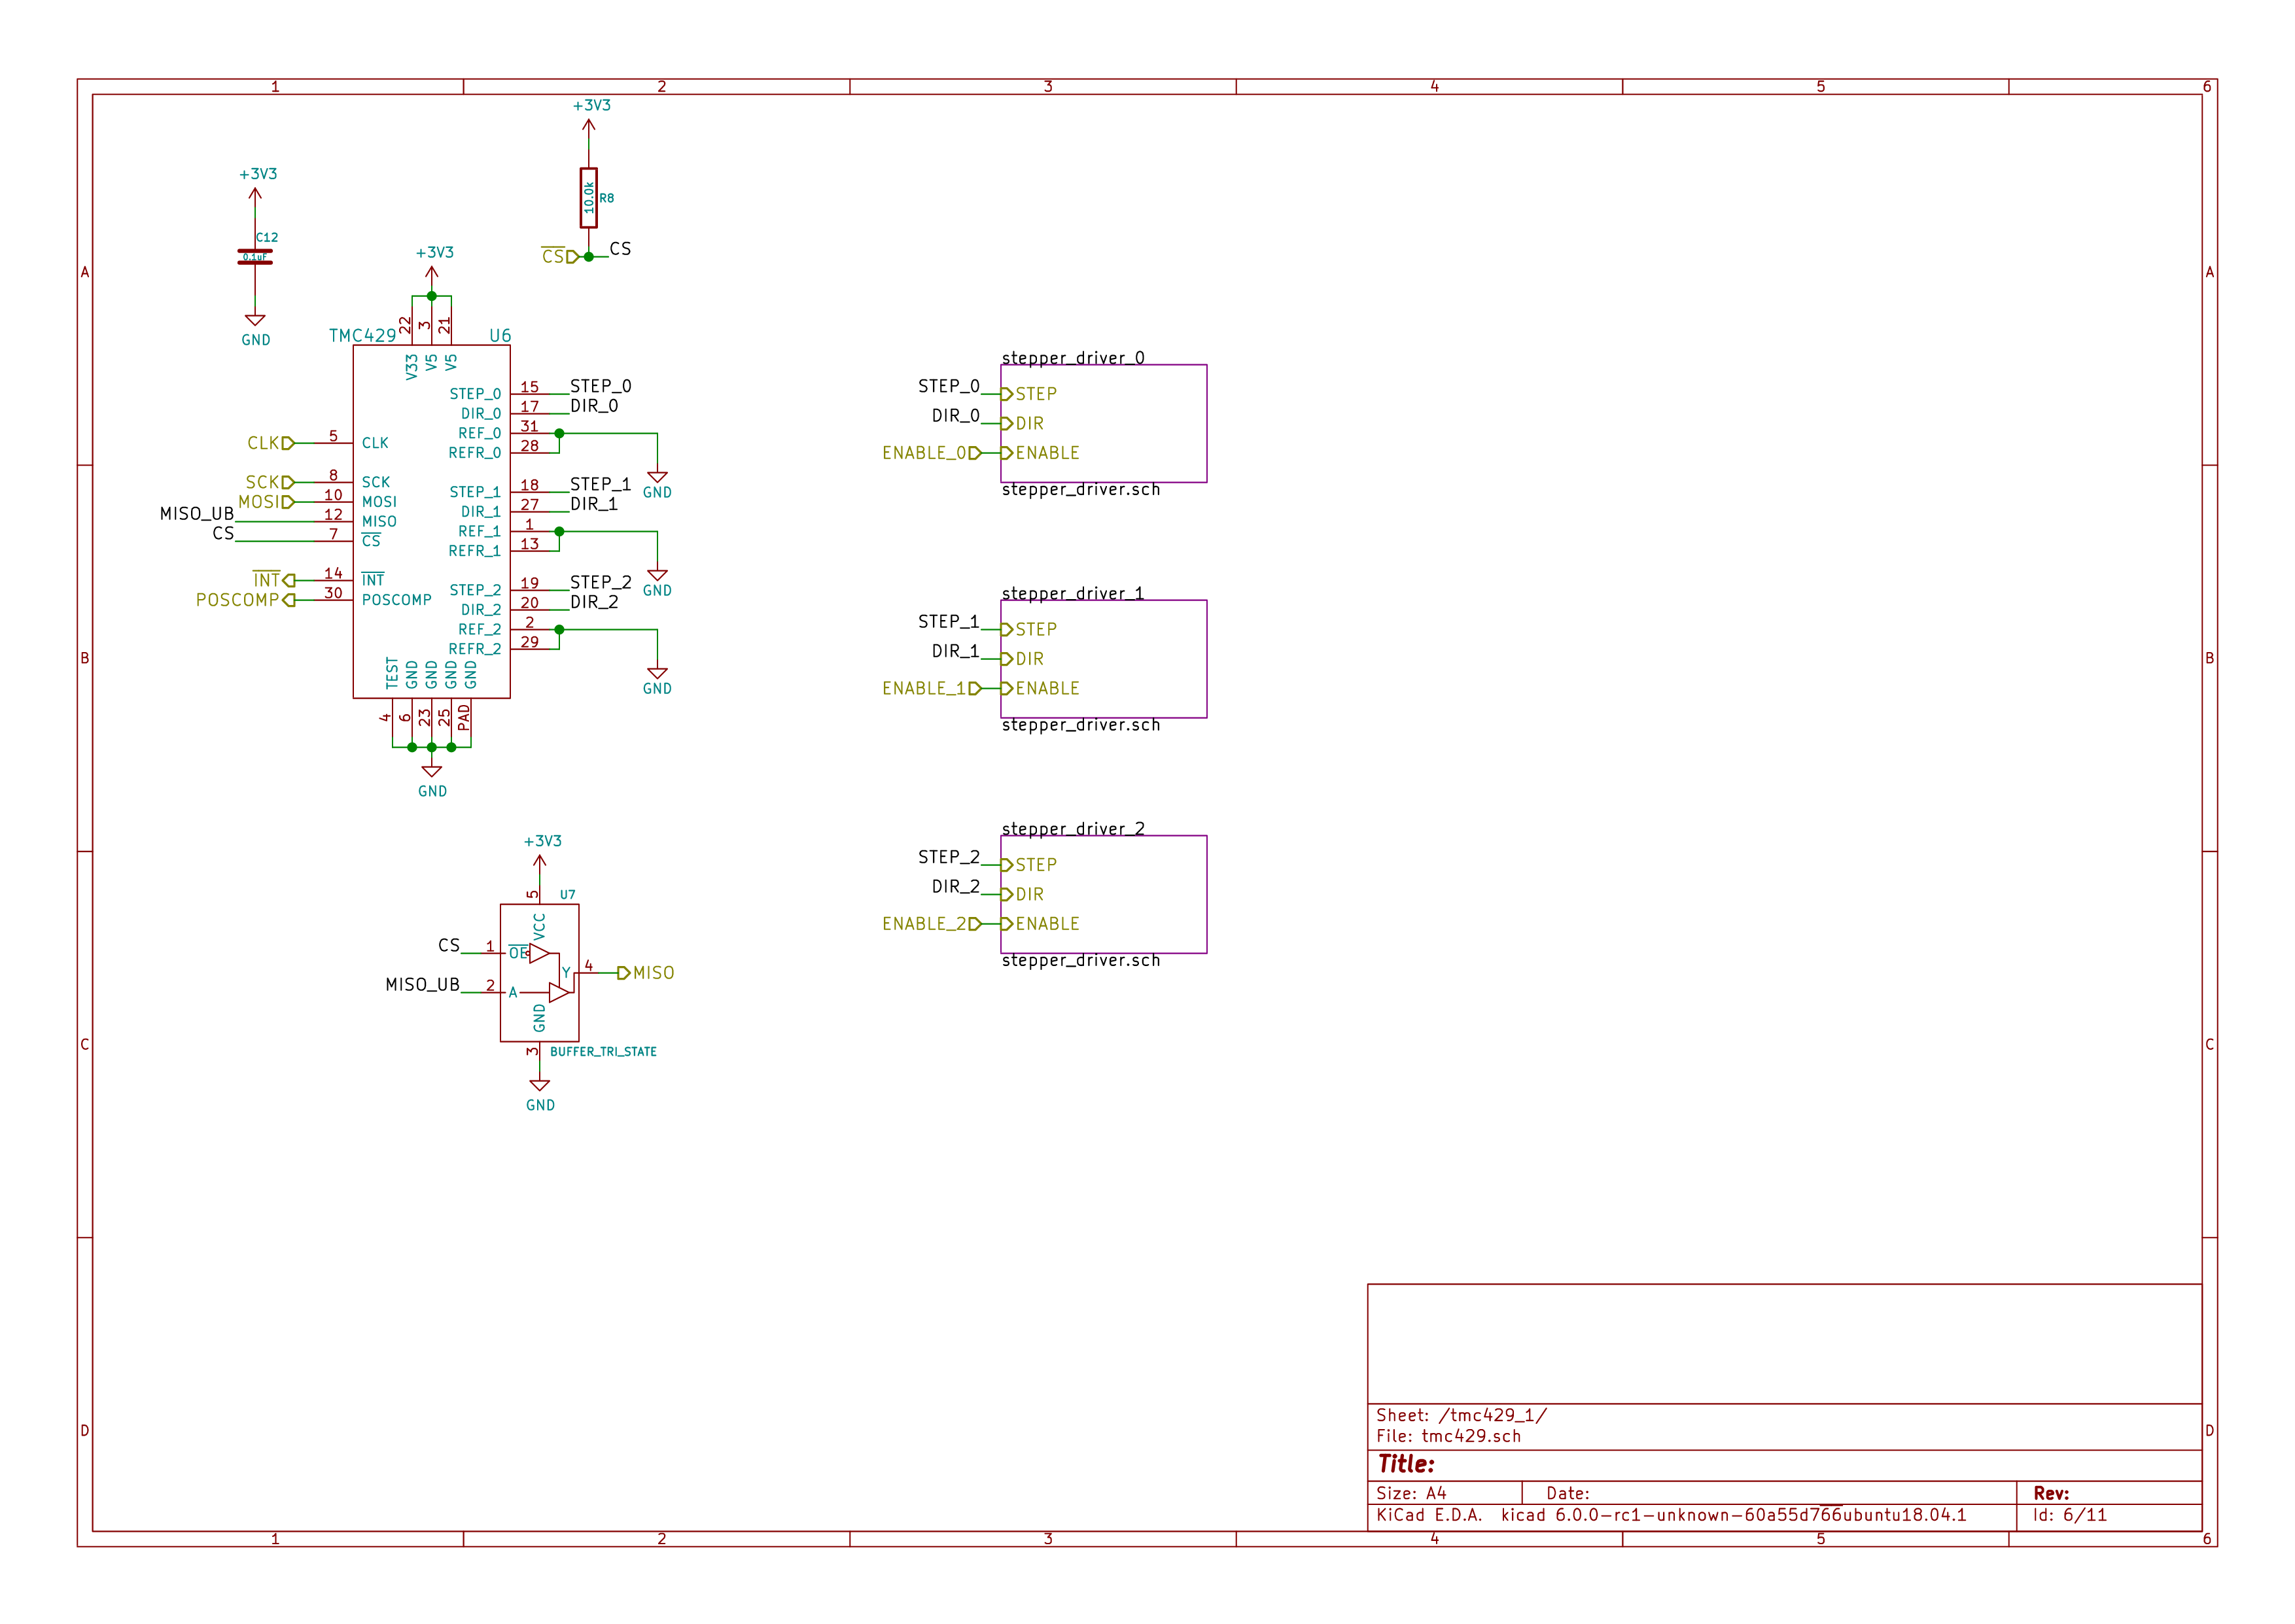 1 2 3 4 5 6
+3V3
10.0k
R8
CS CS
+3V3
C12
0.1uF
GND
+3V3
A A
TMC429 U6
22 3 21
V33 V5 V5
CLK 5 CLK
SCK 8 SCK
MOSI 10 MOSI
MISO_UB 12 MISO
CS 7 CS
INT 14 INT
POSCOMP 30 POSCOMP
STEP_0 15 STEP_0
DIR_0 17 DIR_0
REF_0 31
REFR_0 28
GND
STEP_1 18 STEP_1
DIR_1 27 DIR_1
REF_1 1
REFR_1 13
GND
STEP_2 19 STEP_2
DIR_2 20 DIR_2
REF_2 2
REFR_2 29
GND
TEST GND GND GND GND
4 6 23 25 PAD
GND
B B
stepper_driver_0
STEP_0 STEP
DIR_0 DIR
ENABLE_0 ENABLE
stepper_driver.sch
stepper_driver_1
STEP_1 STEP
DIR_1 DIR
ENABLE_1 ENABLE
stepper_driver.sch
stepper_driver_2
STEP_2 STEP
DIR_2 DIR
ENABLE_2 ENABLE
stepper_driver.sch
+3V3
5 U7
VCC
CS 1 OE
Y 4 MISO
MISO_UB 2 A
GND
3 BUFFER_TRI_STATE
GND
C C
D D
Sheet: /tmc429_1/
File: tmc429.sch
Title:
Size: A4 Date: Rev:
KiCad E.D.A. kicad 6.0.0-rc1-unknown-60a55d766ubuntu18.04.1 Id: 6/11
1 2 3 4 5 6